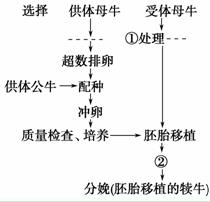 选择 供体母牛 受体母牛
①处理
超数排卵
供体公牛 配种
冲卵
质量检查、培养 胚胎移植
②
分娩(胚胎移植的犊牛)